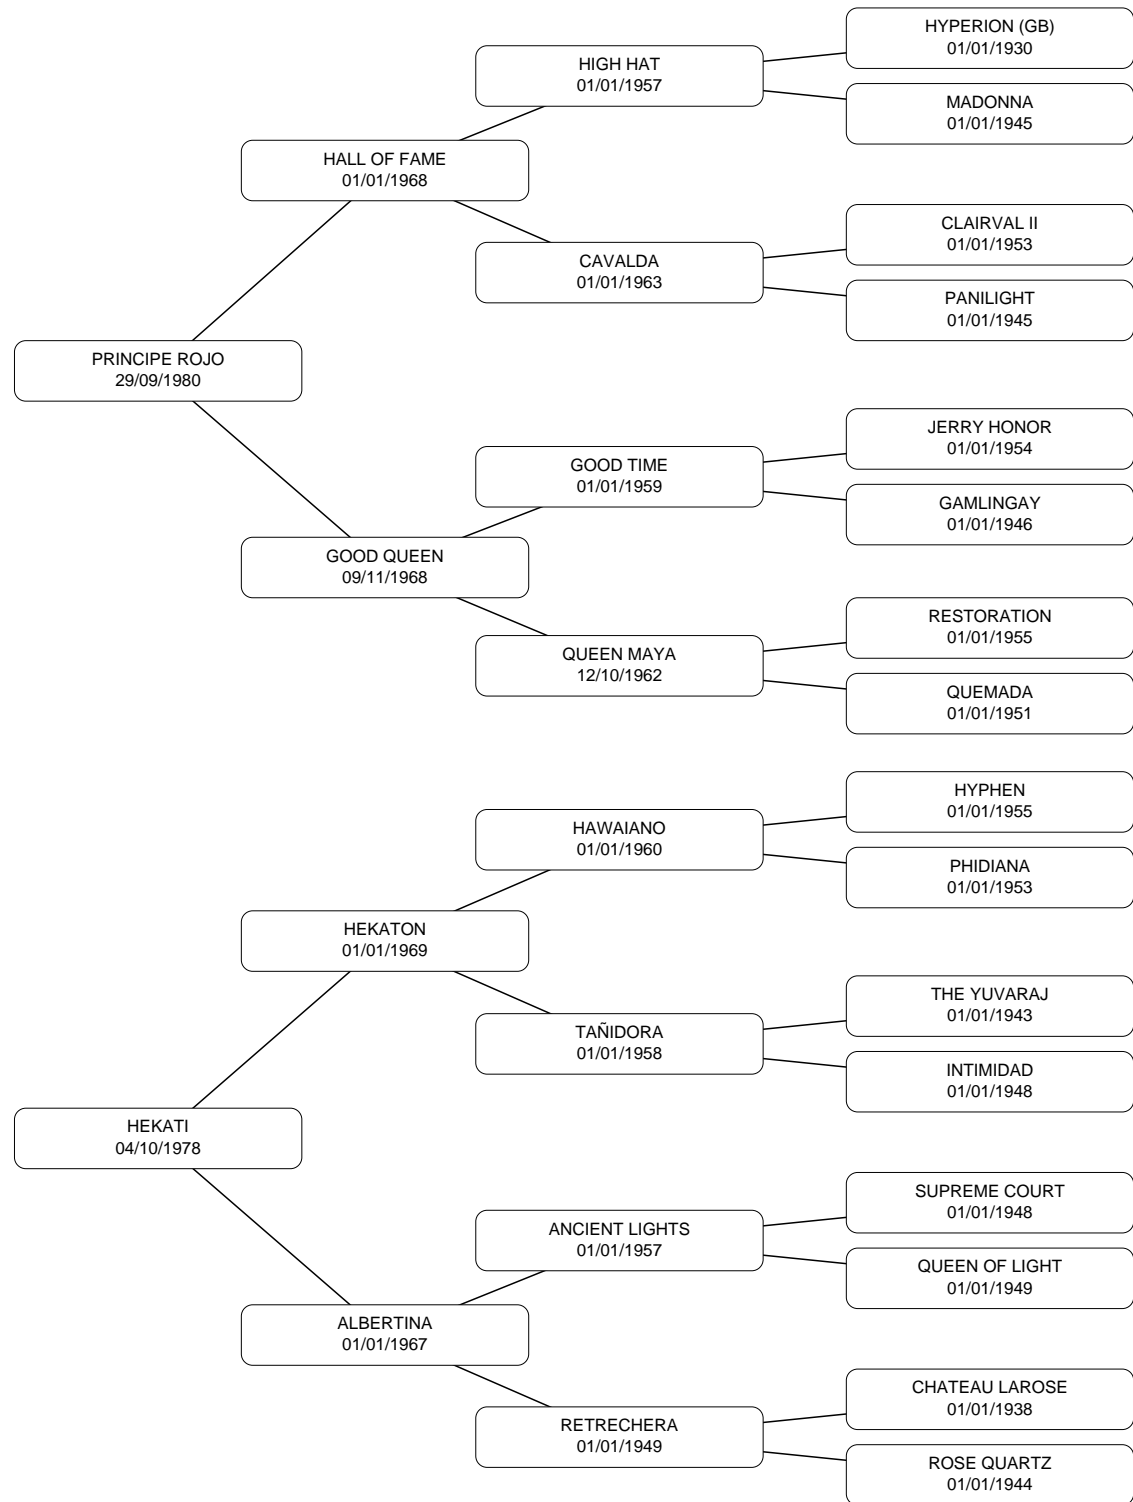 HYPERION (GB)
01/01/1930
HIGH HAT
01/01/1957
MADONNA
01/01/1945
HALL OF FAME
01/01/1968
CLAIRVAL II
01/01/1953
CAVALDA
01/01/1963
PANILIGHT
01/01/1945
PRINCIPE ROJO
29/09/1980
JERRY HONOR
01/01/1954
GOOD TIME
01/01/1959
GAMLINGAY
01/01/1946
GOOD QUEEN
09/11/1968
RESTORATION
01/01/1955
QUEEN MAYA
12/10/1962
QUEMADA
01/01/1951
HYPHEN
01/01/1955
HAWAIANO
01/01/1960
PHIDIANA
01/01/1953
HEKATON
01/01/1969
THE YUVARAJ
01/01/1943
TAÑIDORA
01/01/1958
INTIMIDAD
01/01/1948
HEKATI
04/10/1978
SUPREME COURT
01/01/1948
ANCIENT LIGHTS
01/01/1957
QUEEN OF LIGHT
01/01/1949
ALBERTINA
01/01/1967
CHATEAU LAROSE
01/01/1938
RETRECHERA
01/01/1949
ROSE QUARTZ
01/01/1944